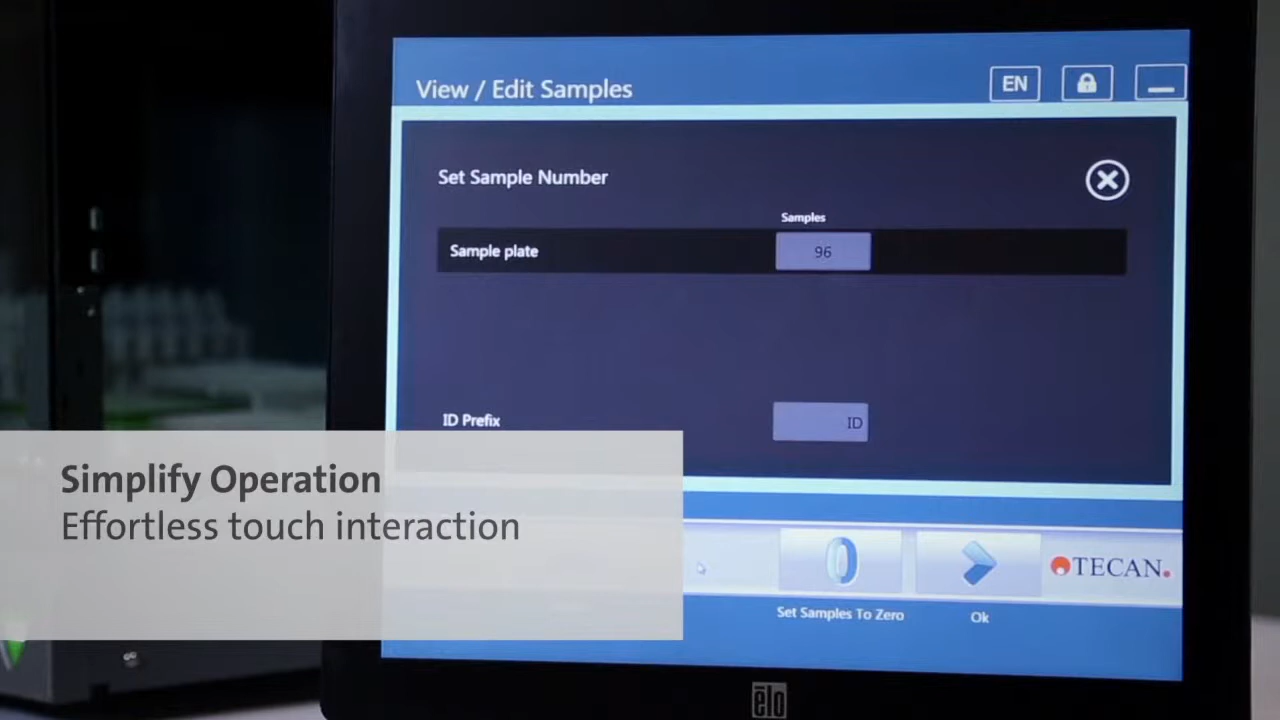 View / Edit Samples
EN
Set Sample Number
Samples
Sample plate
96
ID Prefix
ID
Simplify Operation
Effortless touch interaction
TECAN.
Set Samples To Zero
Ok
elo